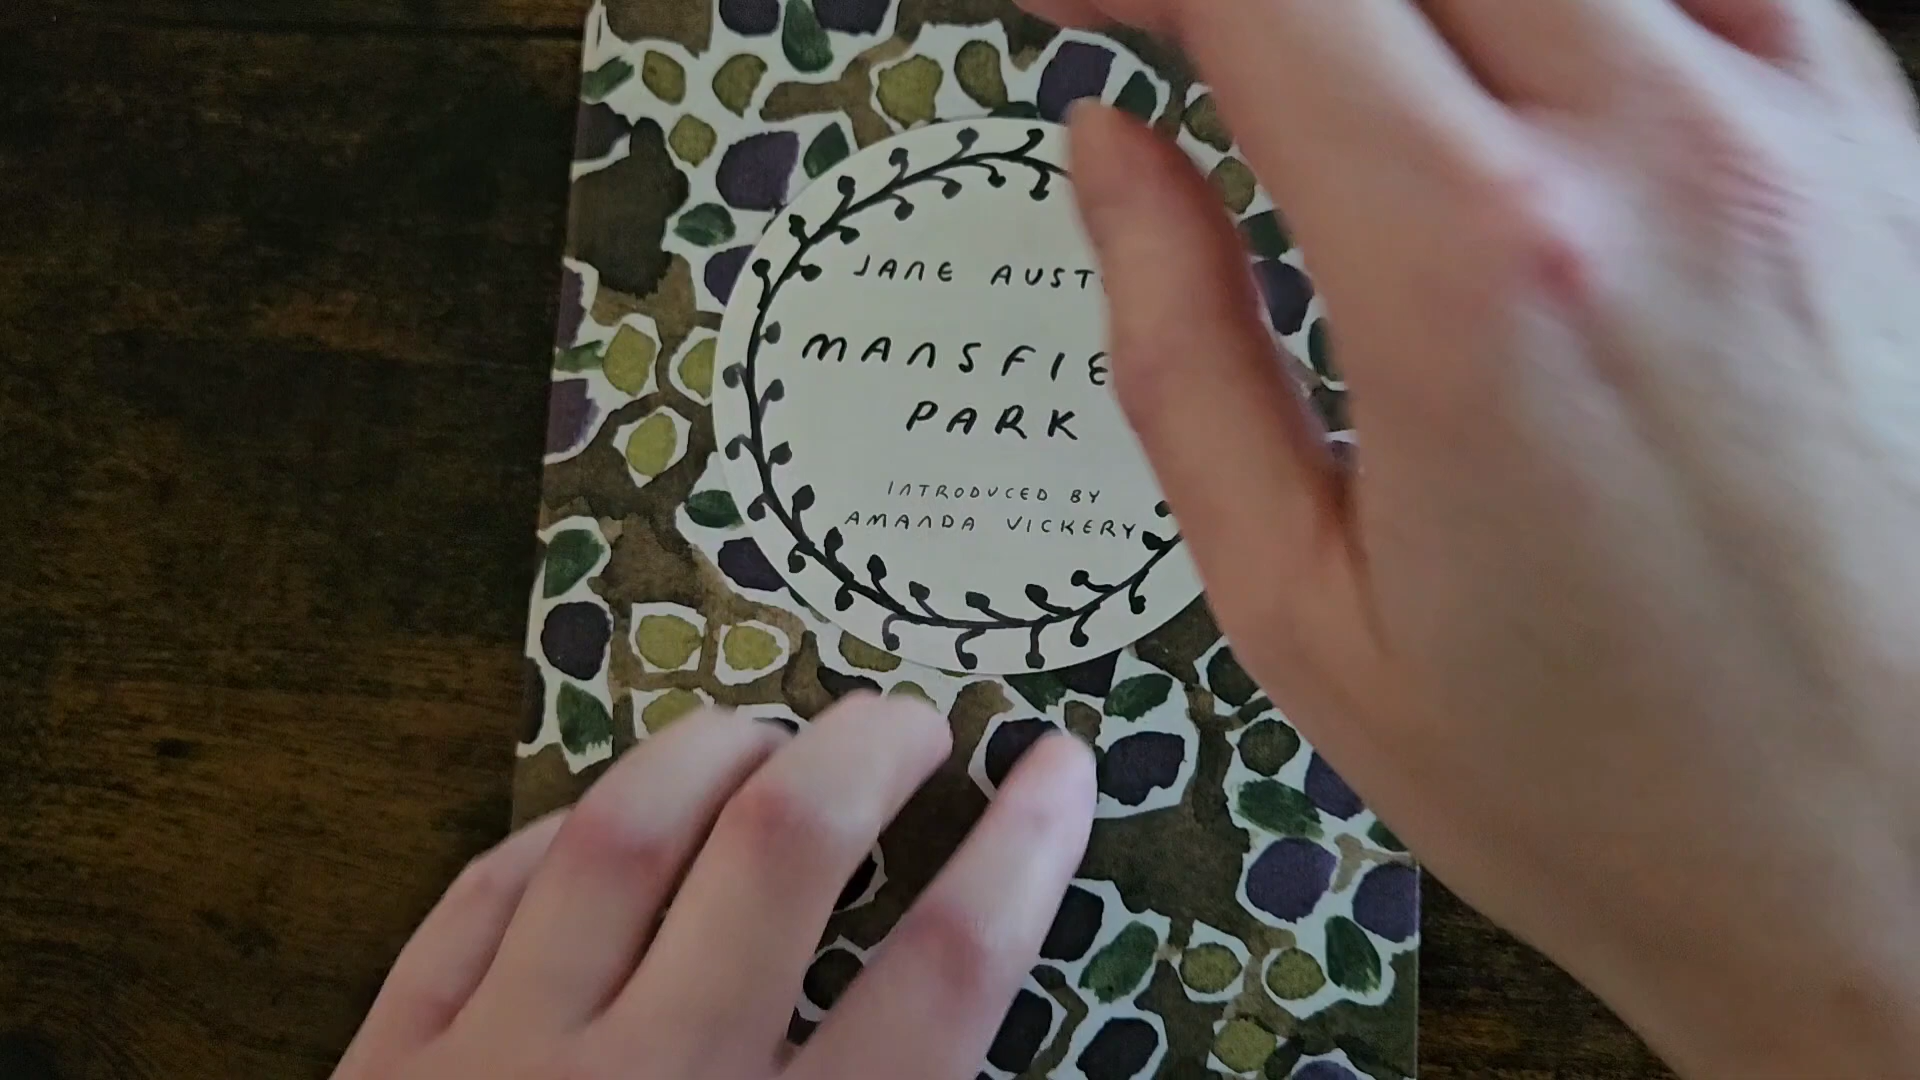 JANE AUST
MANSFIE
PARK
INTRODUCED BY
AMANDA VICKERY